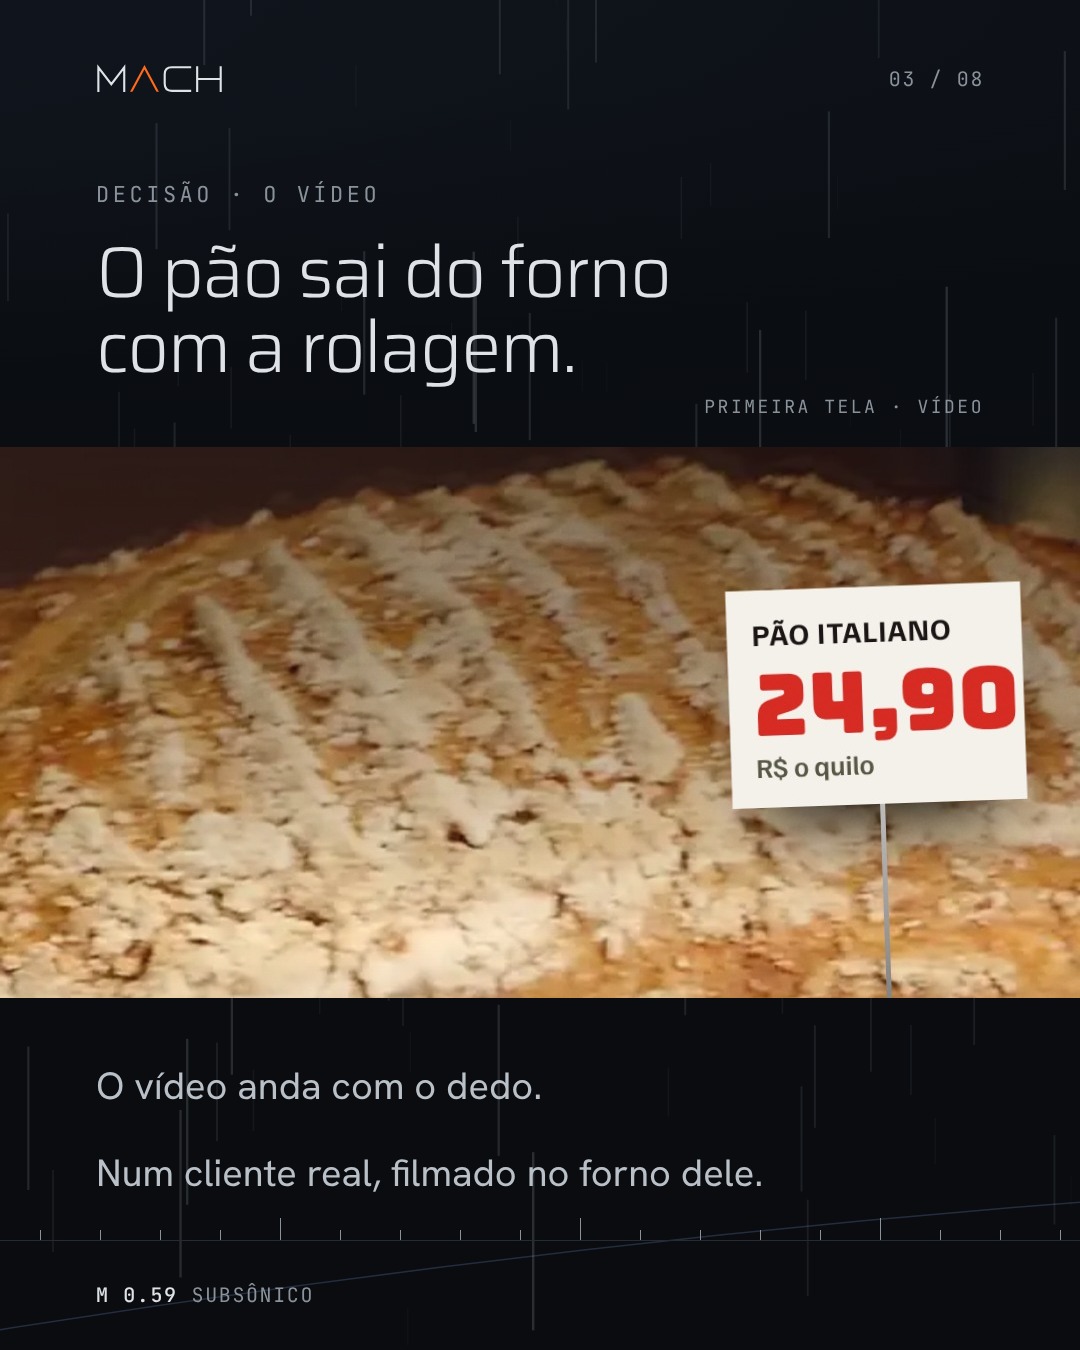 MACH
03 / 08
DECISÃO · O VÍDEO
O pão sai do forno
com a rolagem.
PRIMEIRA TELA · VÍDEO
PÃO ITALIANO
24,90
R$ o quilo
O vídeo anda com o dedo.
Num cliente real, filmado no forno dele.
M 0.59 SUBSÔNICO